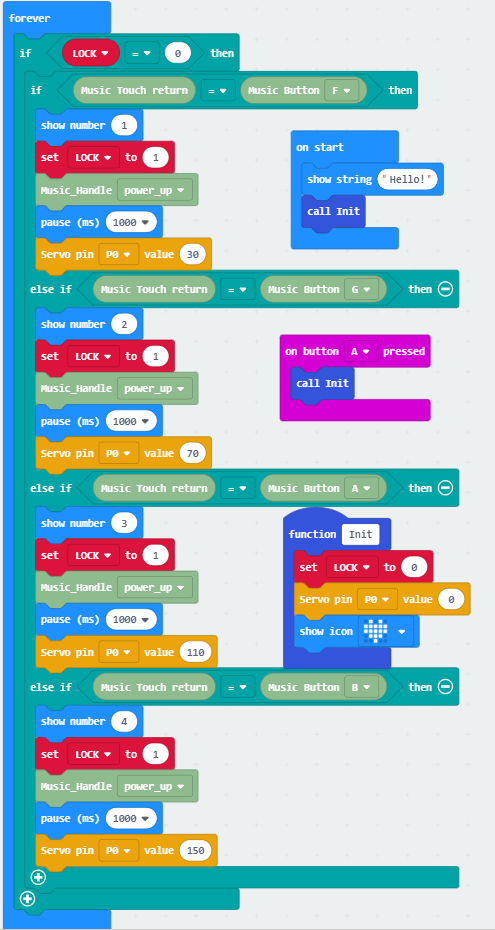 forever
if LOCK = 0 then
if Music Touch return = Music Button F then
show number 1
set LOCK to 1
Music_Handle power_up
pause (ms) 1000
Servo pin P0 value 30
else if Music Touch return = Music Button G then
show number 2
set LOCK to 1
Music_Handle power_up
pause (ms) 1000
Servo pin P0 value 70
else if Music Touch return = Music Button A then
show number 3
set LOCK to 1
Music_Handle power_up
pause (ms) 1000
Servo pin P0 value 110
else if Music Touch return = Music Button B then
show number 4
set LOCK to 1
Music_Handle power_up
pause (ms) 1000
Servo pin P0 value 150
on start
show string "Hello!"
call Init
on button A pressed
call Init
function Init
set LOCK to 0
Servo pin P0 value 0
show icon